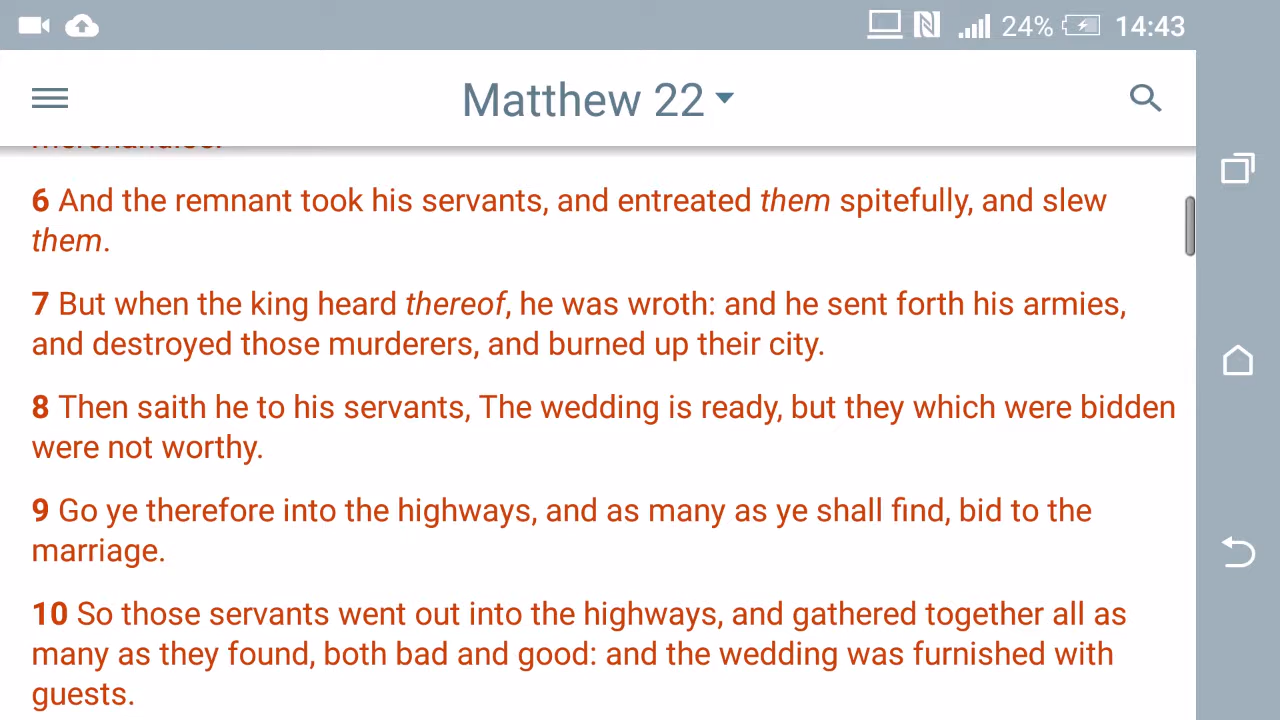 24% 14:43
Matthew 22
6 And the remnant took his servants, and entreated them spitefully, and slew
them.
7 But when the king heard thereof, he was wroth: and he sent forth his armies,
and destroyed those murderers, and burned up their city.
8 Then saith he to his servants, The wedding is ready, but they which were bidden
were not worthy.
9 Go ye therefore into the highways, and as many as ye shall find, bid to the
marriage.
10 So those servants went out into the highways, and gathered together all as
many as they found, both bad and good: and the wedding was furnished with
guests.